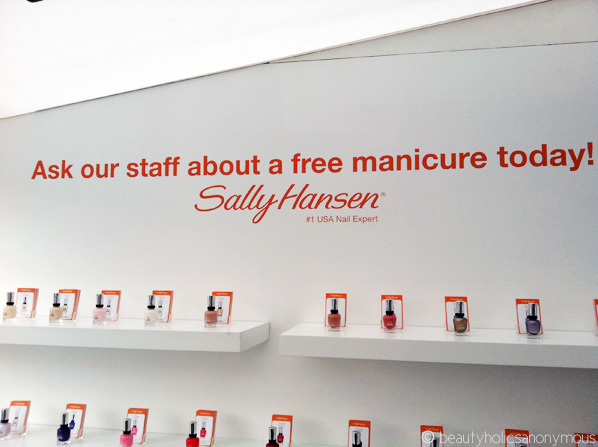 Ask our staff about a free manicure today!
Sally Hansen®
#1 USA Nail Expert
© beautyholicsanonymous